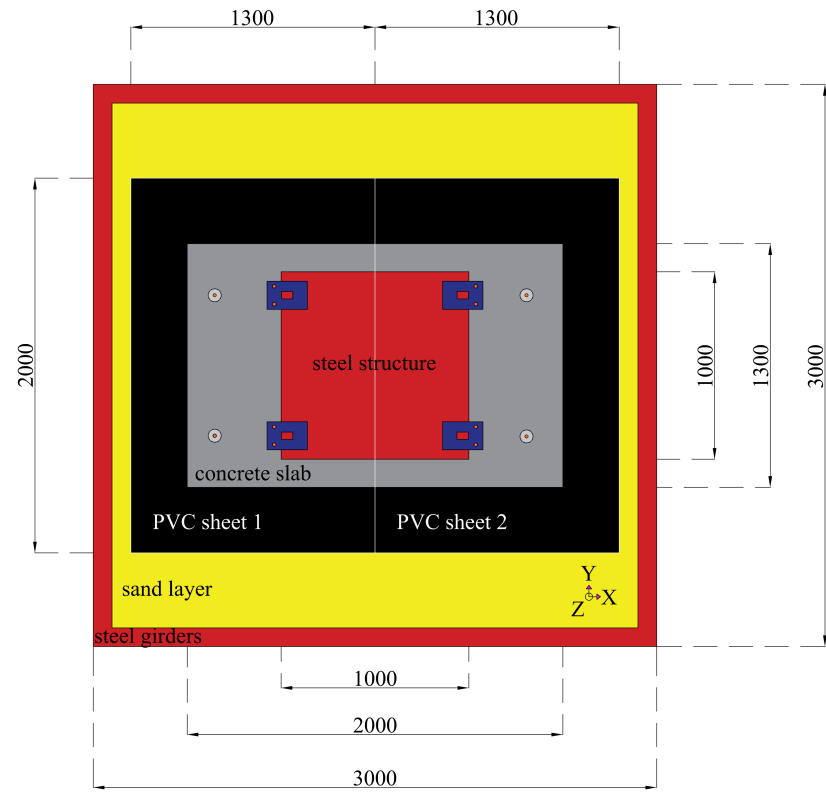 1300
1300
steel structure
2000
1000
1300
3000
concrete slab
PVC sheet 1
PVC sheet 2
sand layer
Y
Z
X
steel girders
1000
2000
3000